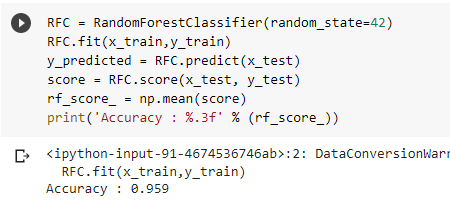 RFC = RandomForestClassifier(random_state=42)
RFC.fit(x_train,y_train)
y_predicted = RFC.predict(x_test)
score = RFC.score(x_test, y_test)
rf_score_ = np.mean(score)
print('Accuracy : %.3f' % (rf_score_))
<ipython-input-91-4674536746ab>:2: DataConversionWarn
RFC.fit(x_train,y_train)
Accuracy : 0.959